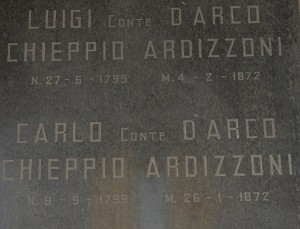 LUIGI CONTE D'ARCO
CHIEPPIO ARDIZZONI
N. 27-6-1795 M. 4-2-1872
CARLO CONTE D'ARCO
CHIEPPIO ARDIZZONI
N. 8-9-1799 M. 26-1-1872